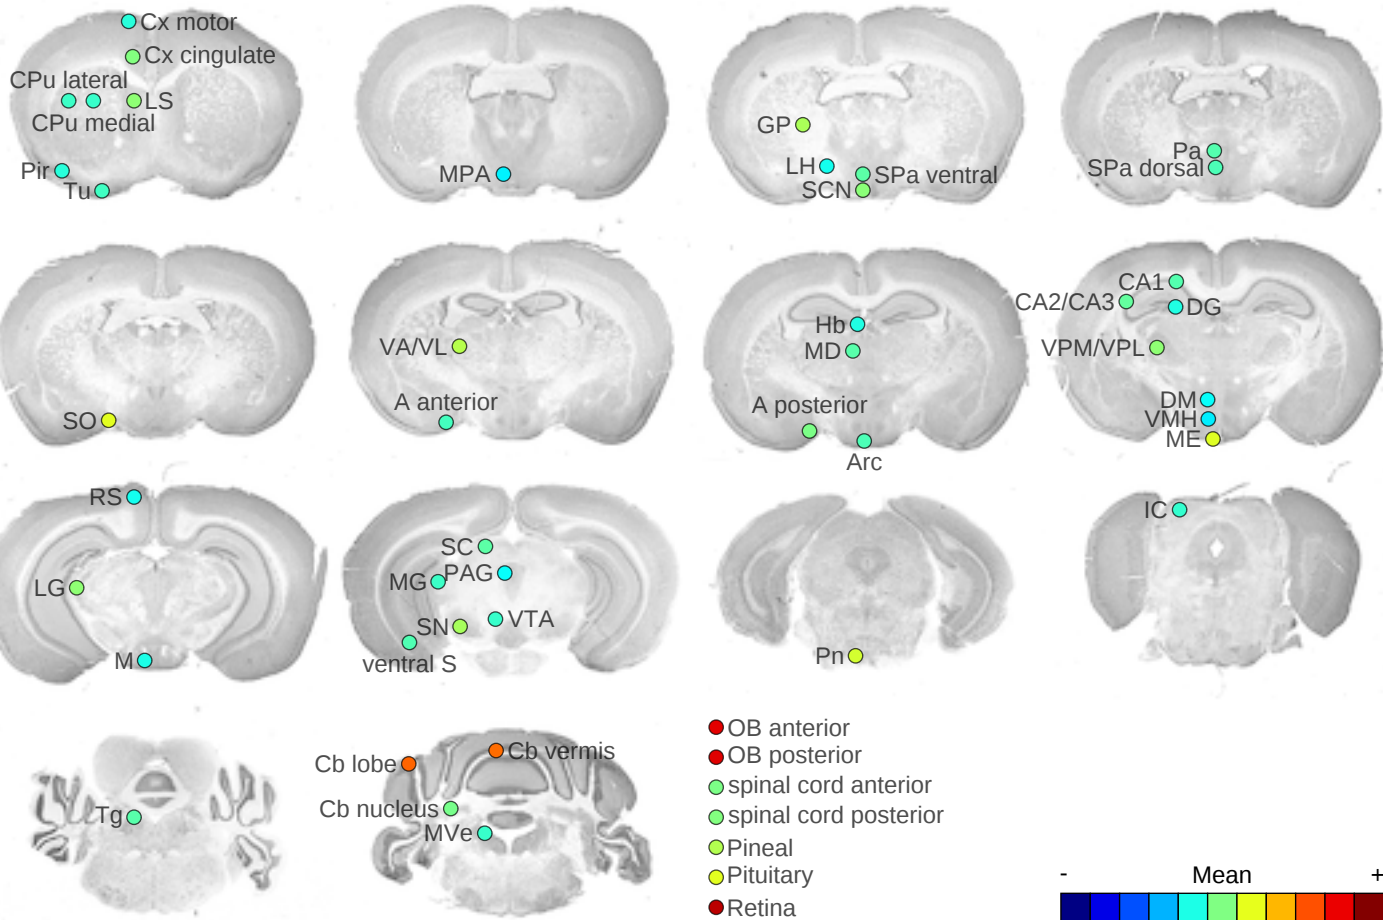 Cx motor
Cx cingulate
CPu lateral
LS
CPu medial
Pir
Tu
MPA
GP
LH
SPa ventral
SCN
Pa
SPa dorsal
SO
VA/VL
A anterior
Hb
MD
A posterior
Arc
CA1
CA2/CA3
DG
VPM/VPL
DM
VMH
ME
RS
LG
M
SC
MG
PAG
SN
VTA
ventral S
Pn
IC
Tg
Cb lobe
Cb vermis
Cb nucleus
MVe
OB anterior
OB posterior
spinal cord anterior
spinal cord posterior
Pineal
Pituitary
Retina
- Mean +